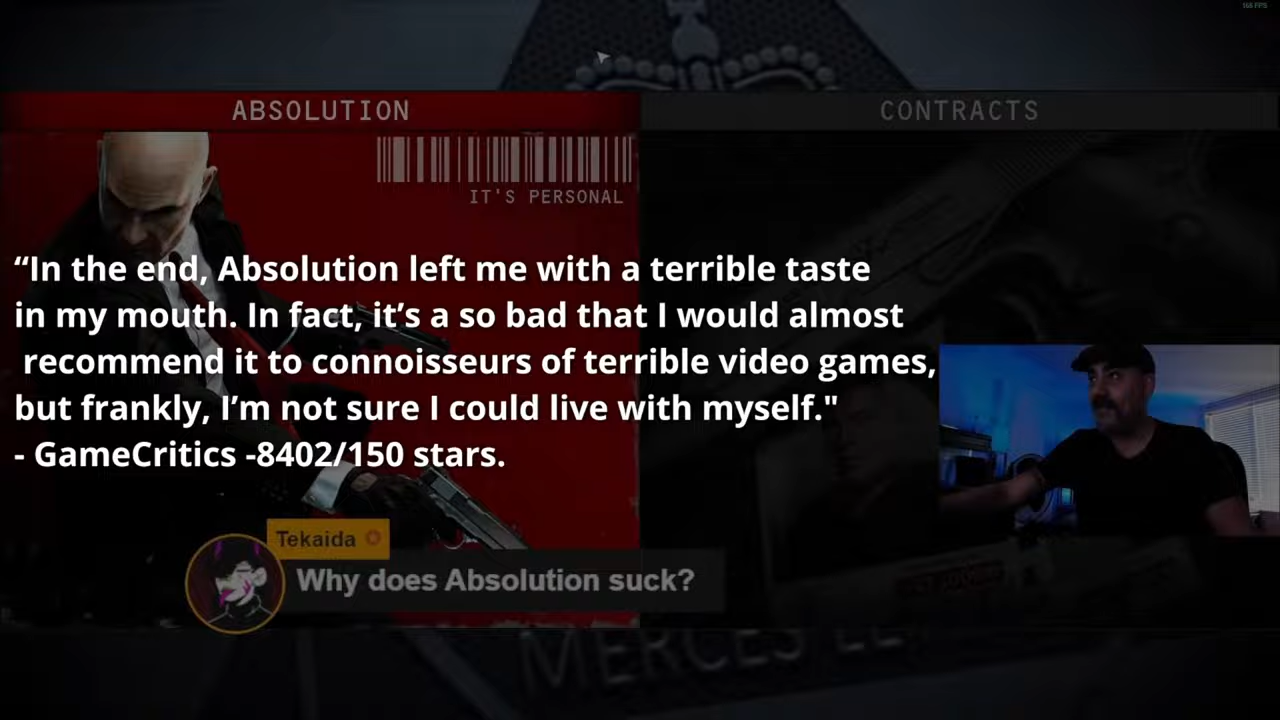 165 FPS
ABSOLUTION
CONTRACTS
IT'S PERSONAL
“In the end, Absolution left me with a terrible taste
in my mouth. In fact, it’s a so bad that I would almost
recommend it to connoisseurs of terrible video games,
but frankly, I’m not sure I could live with myself."
- GameCritics -8402/150 stars.
Tekaida
Why does Absolution suck?